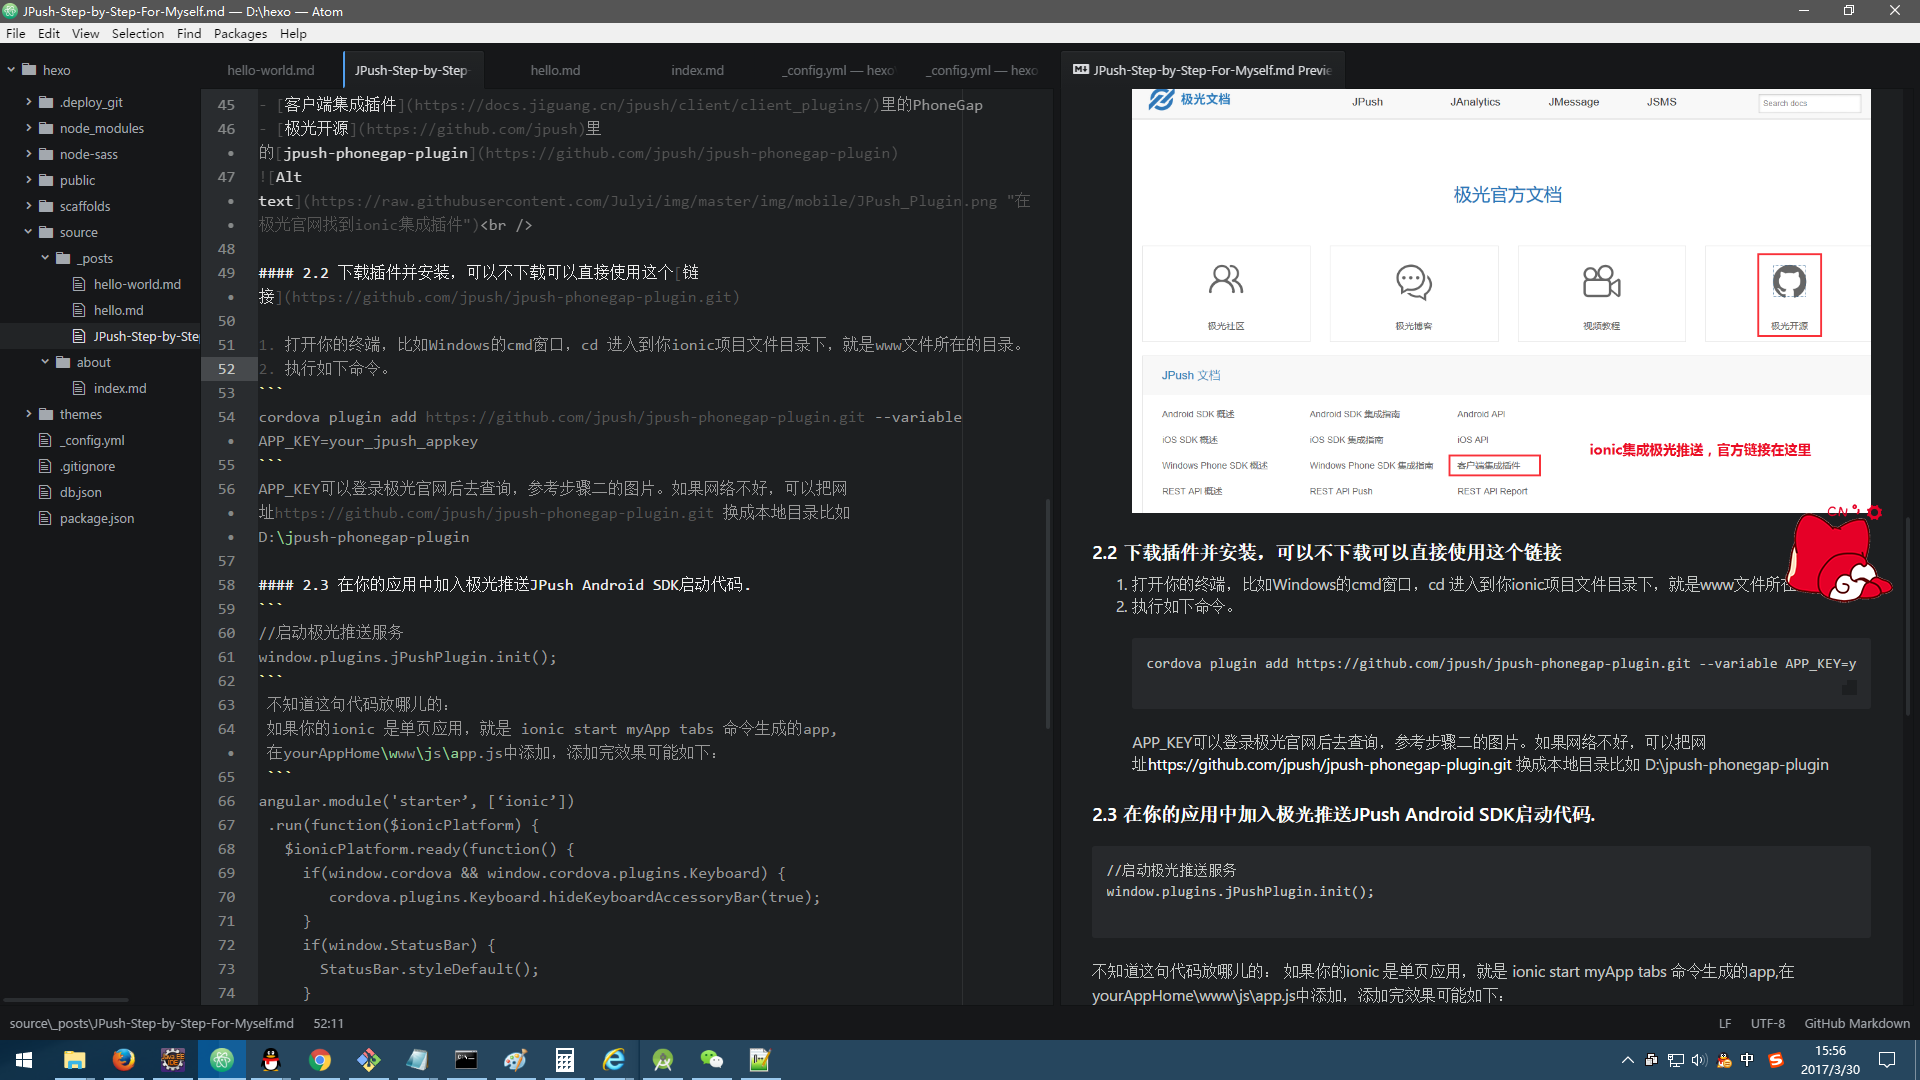 JPush-Step-by-Step-For-Myself.md — D:\hexo — Atom
File Edit View Selection Find Packages Help
hexo
.deploy_git
node_modules
node-sass
public
scaffolds
source
_posts
hello-world.md
hello.md
JPush-Step-by-Ste
about
index.md
themes
_config.yml
.gitignore
db.json
package.json
hello-world.md
JPush-Step-by-Step-
hello.md
index.md
_config.yml — hexo
_config.yml — hexo
45 - [客户端集成插件](https://docs.jiguang.cn/jpush/client/client_plugins/)里的PhoneGap
46 - [极光开源](https://github.com/jpush)里
• 的[jpush-phonegap-plugin](https://github.com/jpush/jpush-phonegap-plugin)
47 ![Alt
• text](https://raw.githubusercontent.com/Julyi/img/master/img/mobile/JPush_Plugin.png "在
• 极光官网找到ionic集成插件")<br />
48
49 #### 2.2 下载插件并安装，可以不下载可以直接使用这个[链
• 接](https://github.com/jpush/jpush-phonegap-plugin.git)
50
51 1. 打开你的终端，比如Windows的cmd窗口，cd 进入到你ionic项目文件目录下，就是www文件所在的目录。
52 2. 执行如下命令。
53 ```
54 cordova plugin add https://github.com/jpush/jpush-phonegap-plugin.git --variable
• APP_KEY=your_jpush_appkey
55 ```
56 APP_KEY可以登录极光官网后去查询，参考步骤二的图片。如果网络不好，可以把网
• 址https://github.com/jpush/jpush-phonegap-plugin.git 换成本地目录比如
• D:\jpush-phonegap-plugin
57
58 #### 2.3 在你的应用中加入极光推送JPush Android SDK启动代码.
59 ```
60 //启动极光推送服务
61 window.plugins.jPushPlugin.init();
62 ```
63 不知道这句代码放哪儿的：
64 如果你的ionic 是单页应用，就是 ionic start myApp tabs 命令生成的app,
• 在yourAppHome\www\js\app.js中添加，添加完效果可能如下：
65 ```
66 angular.module('starter’, [‘ionic’])
67 .run(function($ionicPlatform) {
68 $ionicPlatform.ready(function() {
69 if(window.cordova && window.cordova.plugins.Keyboard) {
70 cordova.plugins.Keyboard.hideKeyboardAccessoryBar(true);
71 }
72 if(window.StatusBar) {
73 StatusBar.styleDefault();
74 }
JPush-Step-by-Step-For-Myself.md Previe
极光文档 JPush JAnalytics JMessage JSMS Search docs
极光官方文档
极光社区 极光博客 视频教程 极光开源
JPush 文档
Android SDK 概述 Android SDK 集成指南 Android API
iOS SDK 概述 iOS SDK 集成指南 iOS API
Windows Phone SDK 概述 Windows Phone SDK 集成指南 客户端集成插件
REST API 概述 REST API Push REST API Report
ionic集成极光推送，官方链接在这里
CN
2.2 下载插件并安装，可以不下载可以直接使用这个链接
1. 打开你的终端，比如Windows的cmd窗口，cd 进入到你ionic项目文件目录下，就是www文件所在
2. 执行如下命令。
cordova plugin add https://github.com/jpush/jpush-phonegap-plugin.git --variable APP_KEY=y
APP_KEY可以登录极光官网后去查询，参考步骤二的图片。如果网络不好，可以把网
址https://github.com/jpush/jpush-phonegap-plugin.git 换成本地目录比如 D:\jpush-phonegap-plugin
2.3 在你的应用中加入极光推送JPush Android SDK启动代码.
//启动极光推送服务
window.plugins.jPushPlugin.init();
不知道这句代码放哪儿的： 如果你的ionic 是单页应用，就是 ionic start myApp tabs 命令生成的app,在
yourAppHome\www\js\app.js中添加，添加完效果可能如下：
source\_posts\JPush-Step-by-Step-For-Myself.md 52:11
LF UTF-8 GitHub Markdown
中
15:56
2017/3/30